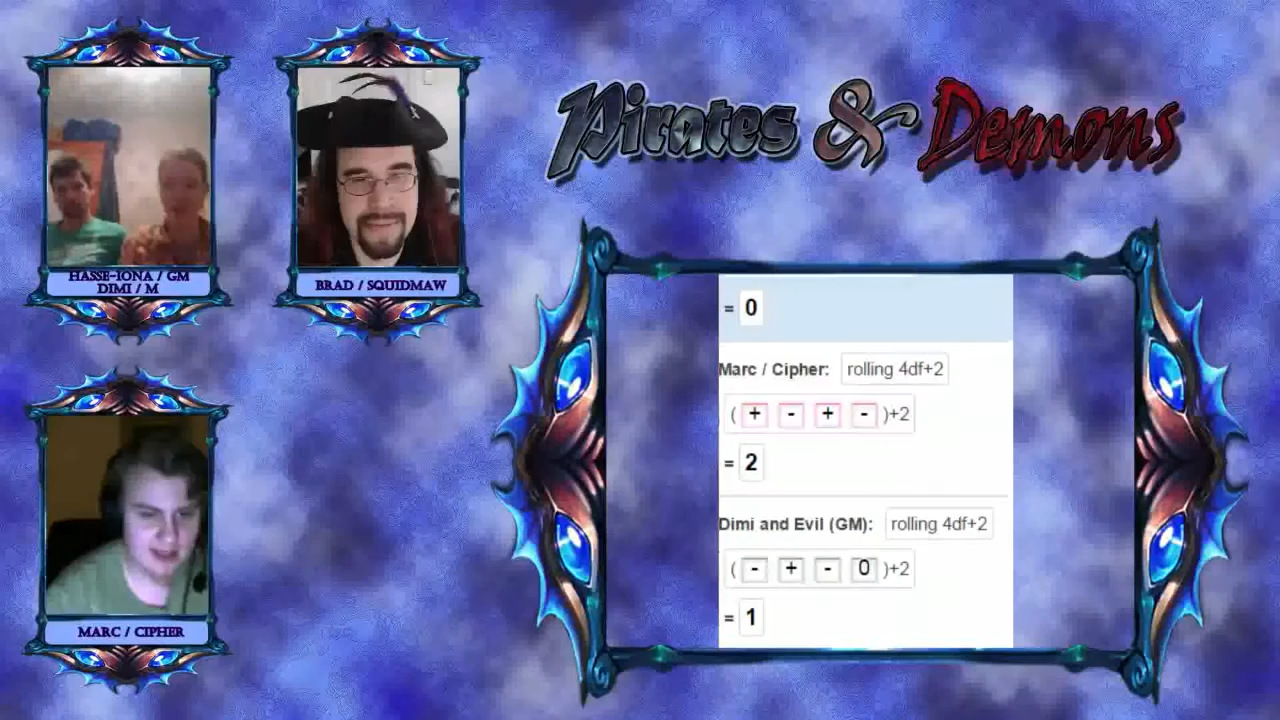 Pirates & Demons
HASSE-IONA / GM
DIMI / M
BRAD / SQUIDMAW
MARC / CIPHER
= 0
Marc / Cipher: rolling 4df+2
( + - + - )+2
= 2
Dimi and Evil (GM): rolling 4df+2
( - + - 0 )+2
= 1